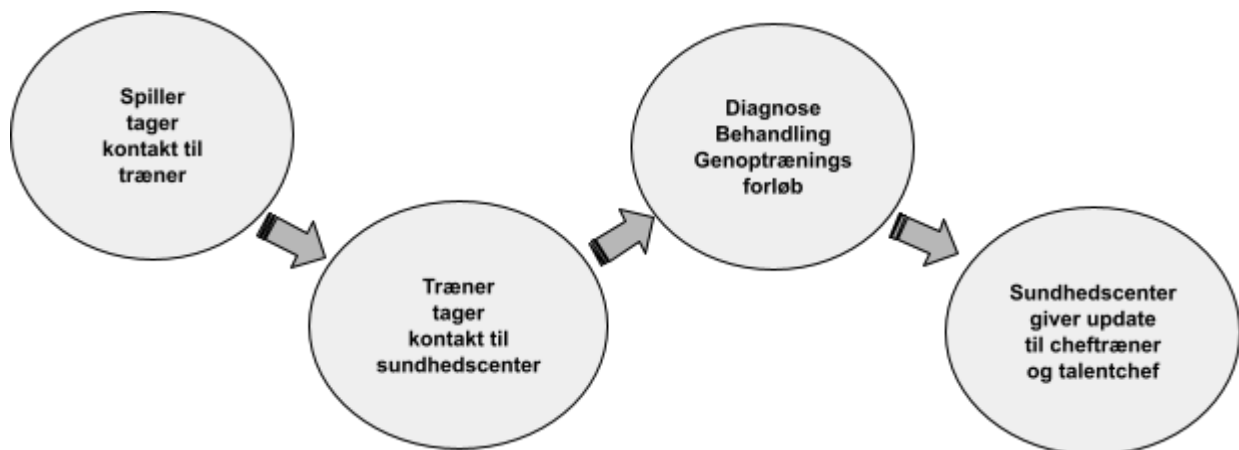 Spiller
tager
kontakt til
træner
Træner
tager
kontakt til
sundhedscenter
Diagnose
Behandling
Genoptrænings
forløb
Sundhedscenter
giver update
til cheftræner
og talentchef